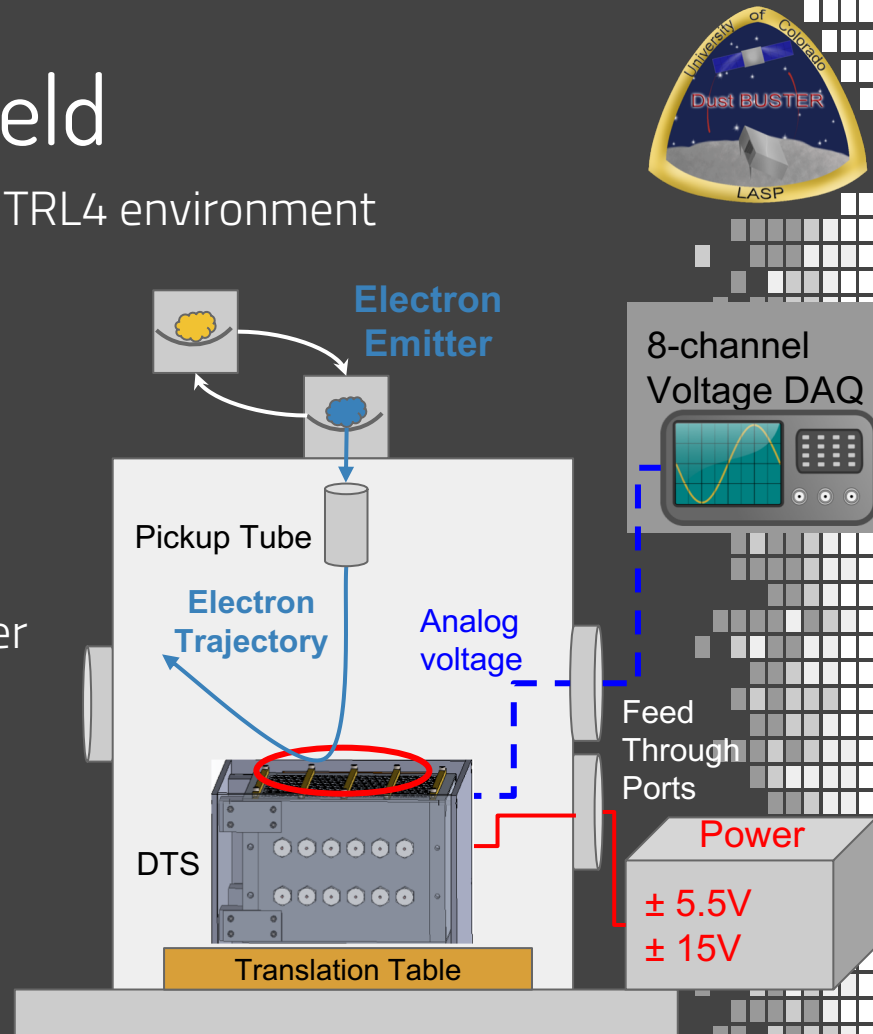 eld
TRL4 environment
University of Colorado
Dust BUSTER
LASP
Electron
Emitter
8-channel
Voltage DAQ
Pickup Tube
Electron
Trajectory
er
Analog
voltage
Feed
Through
Ports
DTS
Power
± 5.5V
± 15V
Translation Table